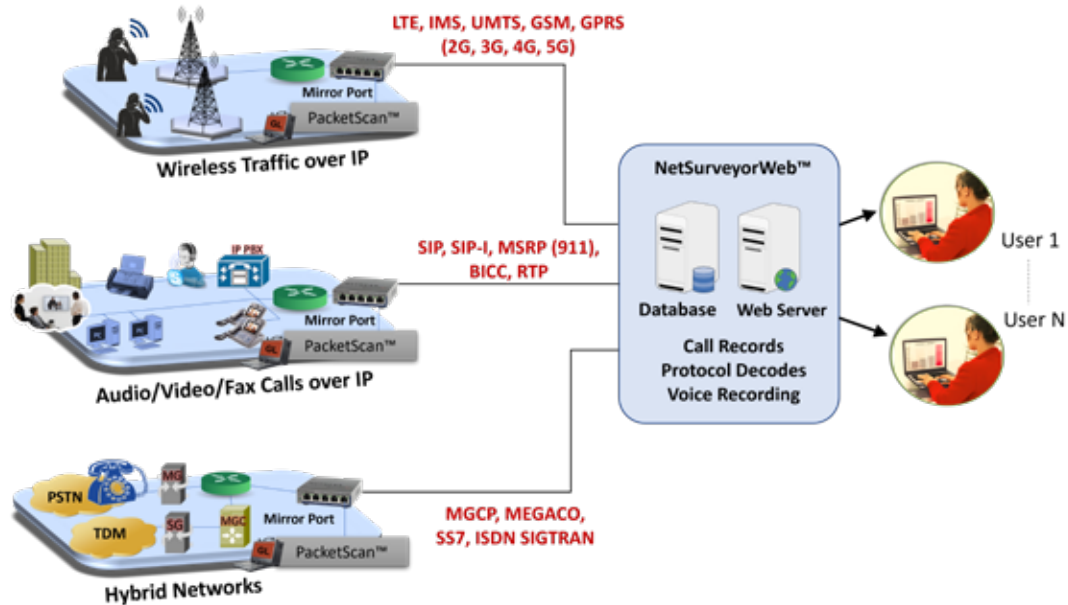 LTE, IMS, UMTS, GSM, GPRS
(2G, 3G, 4G, 5G)
Mirror Port
GL
PacketScan™
Wireless Traffic over IP
SIP, SIP-I, MSRP (911),
BICC, RTP
IP PBX
Mirror Port
GL
PacketScan™
Audio/Video/Fax Calls over IP
PSTN
MG
TDM
SG
MGC
Mirror Port
GL
PacketScan™
Hybrid Networks
MGCP, MEGACO,
SS7, ISDN SIGTRAN
NetSurveyorWeb™
Database
Web Server
Call Records
Protocol Decodes
Voice Recording
User 1
User N